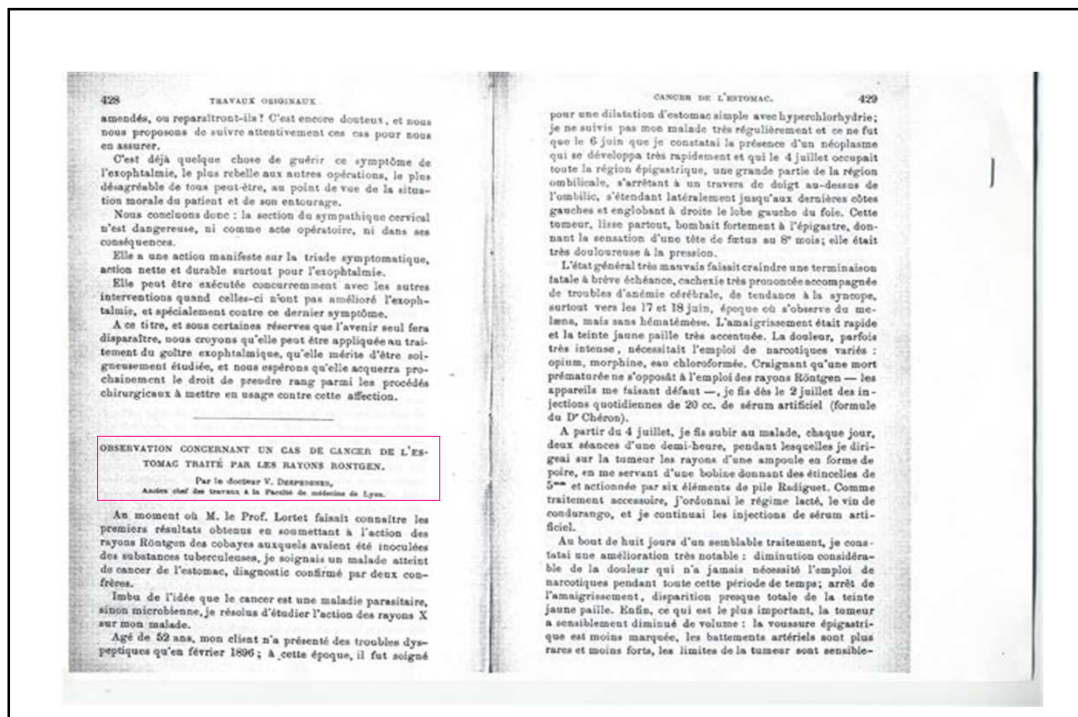 428 TRAVAUX ORIGINAUX.
amendés, ou reparaîtront-ils ? C'est encore douteux, et nous
nous proposons de suivre attentivement ces cas pour nous
en assurer.
C'est déjà quelque chose de guérir ce symptôme de
l'exophtalmie, le plus rebelle aux autres opérations, le plus
désagréable de tous peut-être, au point de vue de la situa-
tion morale du patient et de son entourage.
Nous concluons donc : la section du sympathique cervical
n'est dangereuse, ni comme acte opératoire, ni dans ses
conséquences.
Elle a une action manifeste sur la triade symptomatique,
action nette et durable surtout pour l'exophtalmie.
Elle peut être exécutée concurremment avec les autres
interventions quand celles-ci n'ont pas amélioré l'exoph-
talmie, et spécialement contre ce dernier symptôme.
A ce titre, et sous certaines réserves que l'avenir seul fera
disparaître, nous croyons qu'elle peut être appliquée au trai-
tement du goître exophtalmique, qu'elle mérite d'être soi-
gneusement étudiée, et nous espérons qu'elle acquerra pro-
chainement le droit de prendre rang parmi les procédés
chirurgicaux à mettre en usage contre cette affection.
OBSERVATION CONCERNANT UN CAS DE CANCER DE L'ES-
TOMAC TRAITÉ PAR LES RAYONS RÖNTGEN.
Par le docteur V. DESPEIGNES,
Ancien chef des travaux à la Faculté de médecine de Lyon.
Au moment où M. le Prof. Lortet faisait connaître les
premiers résultats obtenus en soumettant à l'action des
rayons Röntgen des cobayes auxquels avaient été inoculées
des substances tuberculeuses, je soignais un malade atteint
de cancer de l'estomac, diagnostic confirmé par deux con-
frères.
Imbu de l'idée que le cancer est une maladie parasitaire,
sinon microbienne, je résolus d'étudier l'action des rayons X
sur mon malade.
Agé de 52 ans, mon client n'a présenté des troubles dys-
peptiques qu'en février 1896 ; à cette époque, il fut soigné
CANCER DE L'ESTOMAC. 429
pour une dilatation d'estomac simple avec hyperchlorhydrie;
je ne suivis pas mon malade très régulièrement et ce ne fut
que le 6 juin que je constatai la présence d'un néoplasme
qui se développa très rapidement et qui le 4 juillet occupait
toute la région épigastrique, une grande partie de la région
ombilicale, s'arrêtant à un travers de doigt au-dessus de
l'ombilic, s'étendant latéralement jusqu'aux dernières côtes
gauches et englobant à droite le lobe gauche du foie. Cette
tumeur, lisse partout, bombait fortement à l'épigastre, don-
nant la sensation d'une tête de fœtus au 8e mois; elle était
très douloureuse à la pression.
L'état général très mauvais faisait craindre une terminaison
fatale à brève échéance, cachexie très prononcée accompagnée
de troubles d'anémie cérébrale, de tendance à la syncope,
surtout vers les 17 et 18 juin, époque où s'observe du me-
læna, mais sans hématémèse. L'amaigrissement était rapide
et la teinte jaune paille très accentuée. La douleur, parfois
très intense, nécessitait l'emploi de narcotiques variés :
opium, morphine, eau chloroformée. Craignant qu'une mort
prématurée ne s'opposât à l'emploi des rayons Röntgen — les
appareils me faisant défaut —, je fis dès le 2 juillet des in-
jections quotidiennes de 20 cc. de sérum artificiel (formule
du Dr Chéron).
A partir du 4 juillet, je fis subir au malade, chaque jour,
deux séances d'une demi-heure, pendant lesquelles je diri-
geai sur la tumeur les rayons d'une ampoule en forme de
poire, en me servant d'une bobine donnant des étincelles de
5mm et actionnée par six éléments de pile Radiguet. Comme
traitement accessoire, j'ordonnai le régime lacté, le vin de
condurango, et je continuai les injections de sérum arti-
ficiel.
Au bout de huit jours d'un semblable traitement, je cons-
tatai une amélioration très notable : diminution considéra-
ble de la douleur qui n'a jamais nécessité l'emploi de
narcotiques pendant toute cette période de temps; arrêt de
l'amaigrissement, disparition presque totale de la teinte
jaune paille. Enfin, ce qui est le plus important, la tumeur
a sensiblement diminué de volume : la voussure épigastri-
que est moins marquée, les battements artériels sont plus
rares et moins forts, les limites de la tumeur sont sensible-